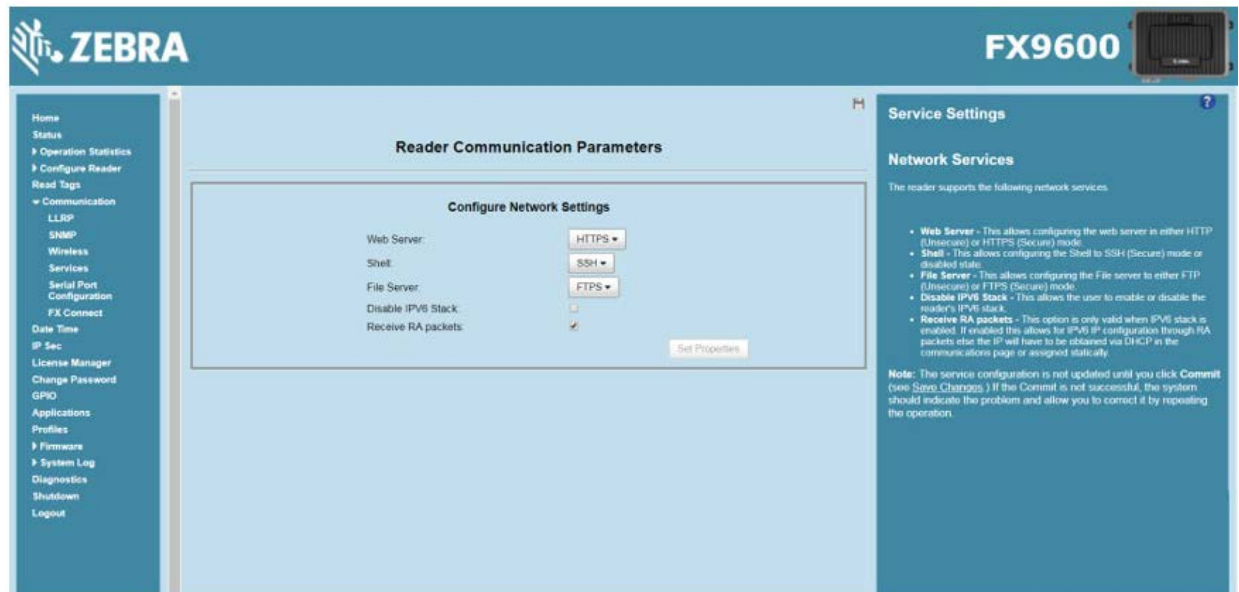 ZEBRA
FX9600
Home
Status
Operation Statistics
Configure Reader
Read Tags
Communication
LLRP
SNMP
Wireless
Services
Serial Port
Configuration
FX Connect
Date Time
IP Sec
License Manager
Change Password
GPIO
Applications
Profiles
Firmware
System Log
Diagnostics
Shutdown
Logout
Reader Communication Parameters
Configure Network Settings
Web Server: HTTPS
Shell: SSH
File Server: FTPS
Disable IPV6 Stack:
Receive RA packets:
Set Properties
?
Service Settings
Network Services
The reader supports the following network services.
• Web Server - This allows configuring the web server in either HTTP
(Unsecure) or HTTPS (Secure) mode.
• Shell - This allows configuring the Shell to SSH (Secure) mode or
disabled state.
• File Server - This allows configuring the File server to either FTP
(Unsecure) or FTPS (Secure) mode.
• Disable IPV6 Stack - This allows the user to enable or disable the
reader's IPV6 stack.
• Receive RA packets - This option is only valid when IPV6 stack is
enabled. If enabled this allows for IPV6 IP configuration through RA
packets else the IP will have to be obtained via DHCP in the
communications page or assigned statically.
Note: The service configuration is not updated until you click Commit
(see Save Changes.) If the Commit is not successful, the system
should indicate the problem and allow you to correct it by repeating
the operation.